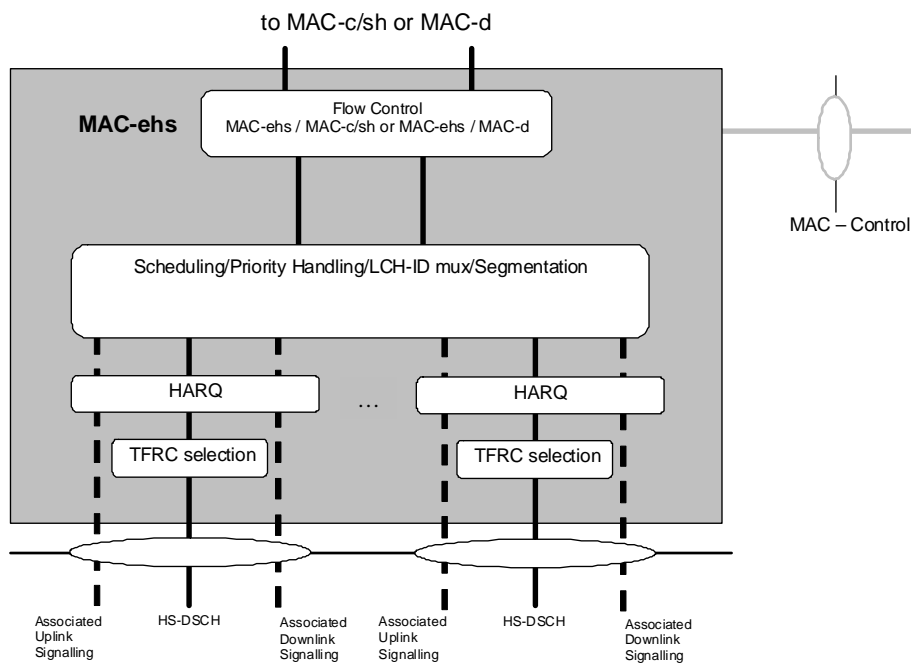 to MAC-c/sh or MAC-d
MAC-ehs
Flow Control
MAC-ehs / MAC-c/sh or MAC-ehs / MAC-d
MAC – Control
Scheduling/Priority Handling/LCH-ID mux/Segmentation
HARQ
...
HARQ
TFRC selection
TFRC selection
Associated
Uplink
Signalling
HS-DSCH
Associated
Downlink
Signalling
Associated
Uplink
Signalling
HS-DSCH
Associated
Downlink
Signalling